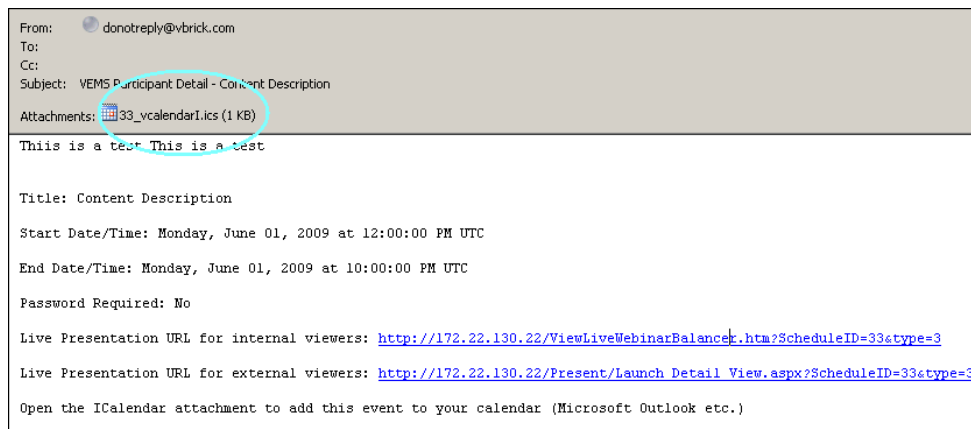 From: donotreply@vbrick.com
To:
Cc:
Subject: VEMS Participant Detail - Content Description
Attachments: 33_vcalendarI.ics (1 KB)
Thiis is a test This is a test
Title: Content Description
Start Date/Time: Monday, June 01, 2009 at 12:00:00 PM UTC
End Date/Time: Monday, June 01, 2009 at 10:00:00 PM UTC
Password Required: No
Live Presentation URL for internal viewers: http://172.22.130.22/ViewLiveWebinarBalancer.htm?ScheduleID=33&type=3
Live Presentation URL for external viewers: http://172.22.130.22/Present/Launch_Detail_View.aspx?ScheduleID=33&type=3
Open the ICalendar attachment to add this event to your calendar (Microsoft Outlook etc.)